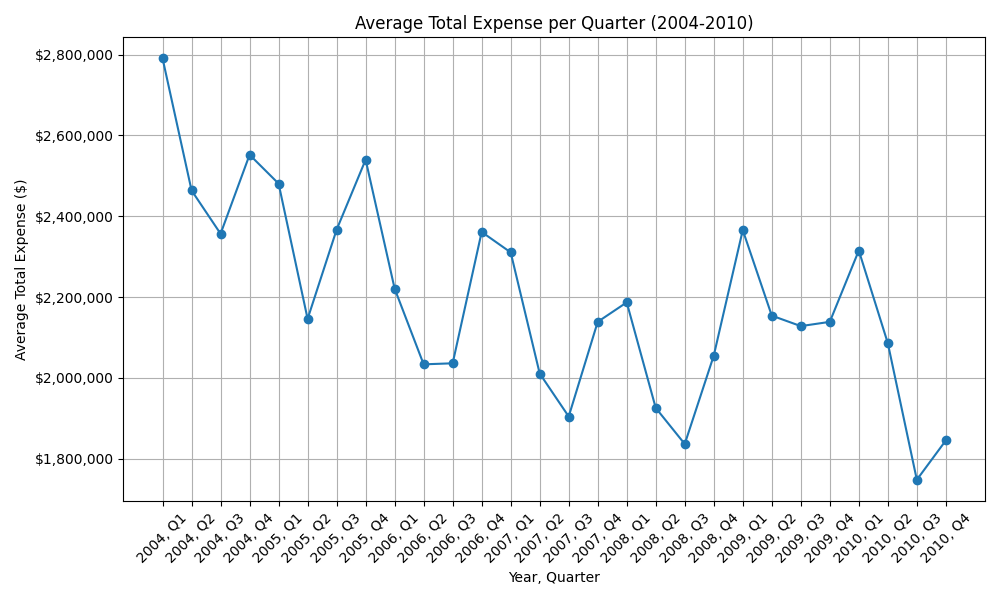 Average Total Expense per Quarter (2004-2010)
$2,800,000
$2,600,000
$2,400,000
$2,200,000
$2,000,000
$1,800,000
Average Total Expense ($)
2004, Q1
2004, Q2
2004, Q3
2004, Q4
2005, Q1
2005, Q2
2005, Q3
2005, Q4
2006, Q1
2006, Q2
2006, Q3
2006, Q4
2007, Q1
2007, Q2
2007, Q3
2007, Q4
2008, Q1
2008, Q2
2008, Q3
2008, Q4
2009, Q1
2009, Q2
2009, Q3
2009, Q4
2010, Q1
2010, Q2
2010, Q3
2010, Q4
Year, Quarter